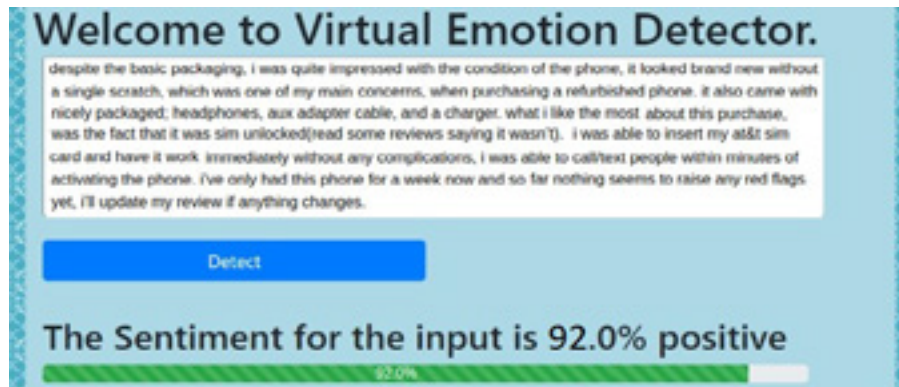 Welcome to Virtual Emotion Detector.
despite the basic packaging, i was quite impressed with the condition of the phone, it looked brand new without
a single scratch, which was one of my main concerns, when purchasing a refurbished phone. it also came with
nicely packaged; headphones, aux adapter cable, and a charger. what i like the most about this purchase,
was the fact that it was sim unlocked(read some reviews saying it wasn't). i was able to insert my at&t sim
card and have it work immediately without any complications, i was able to call/text people within minutes of
activating the phone. i've only had this phone for a week now and so far nothing seems to raise any red flags
yet, i'll update my review if anything changes.
Detect
The Sentiment for the input is 92.0% positive
92.0%